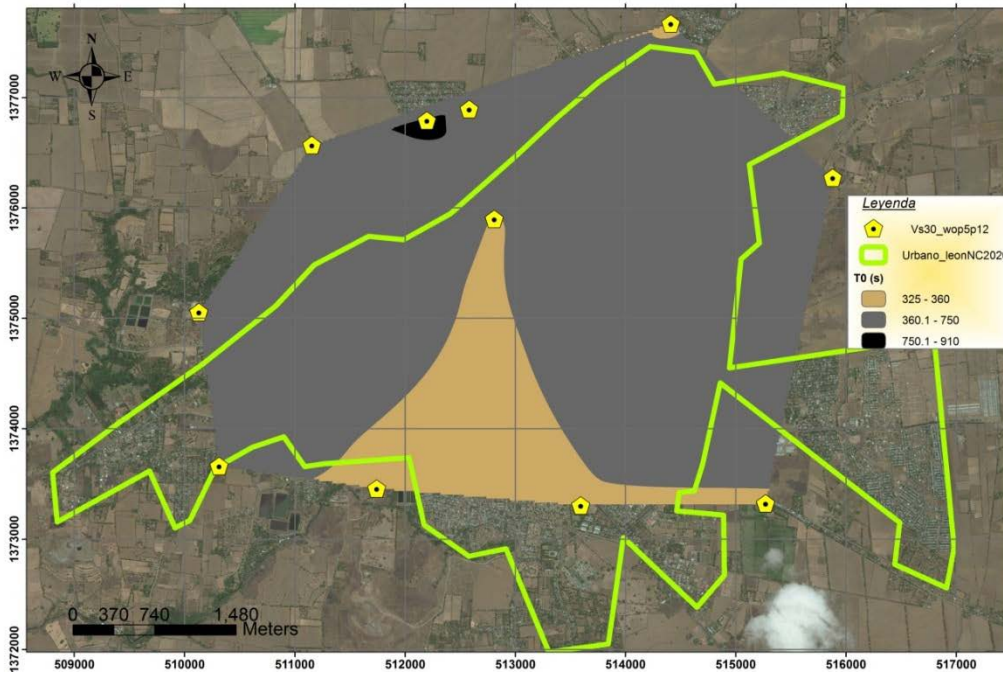 N
W E
S
1377000
1376000
1375000
1374000
1373000
1372000
Leyenda
Vs30_wop5p12
Urbano_leonNC202
T0 (s)
325 - 360
360.1 - 750
750.1 - 910
0 370 740 1,480
Meters
509000 510000 511000 512000 513000 514000 515000 516000 517000